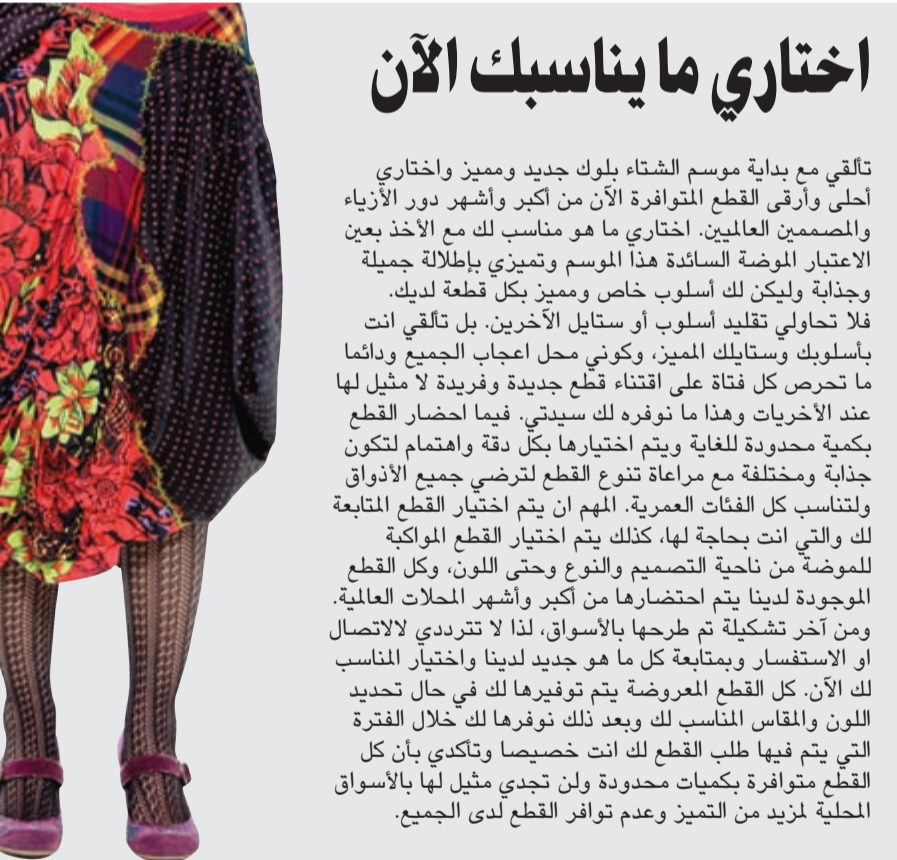 اختاري ما يناسبك الآن
تألقي مع بداية موسم الشتاء بلوك جديد ومميز واختاري
أحلى وأرقى القطع المتوافرة الآن من أكبر وأشهر دور الأزياء
والمصممين العالميين. اختاري ما هو مناسب لك مع الأخذ بعين
الاعتبار الموضة السائدة هذا الموسم وتميزي بإطلالة جميلة
وجذابة وليكن لك أسلوب خاص ومميز بكل قطعة لديك.
فلا تحاولي تقليد أسلوب أو ستايل الآخرين. بل تألقي انت
بأسلوبك وستايلك المميز، وكوني محل اعجاب الجميع ودائما
ما تحرص كل فتاة على اقتناء قطع جديدة وفريدة لا مثيل لها
عند الأخريات وهذا ما نوفره لك سيدتي. فيما احضار القطع
بكمية محدودة للغاية ويتم اختيارها بكل دقة واهتمام لتكون
جذابة ومختلفة مع مراعاة تنوع القطع لترضي جميع الأذواق
ولتناسب كل الفئات العمرية. المهم ان يتم اختيار القطع المتابعة
لك والتي انت بحاجة لها، كذلك يتم اختيار القطع المواكبة
للموضة من ناحية التصميم والنوع وحتى اللون، وكل القطع
الموجودة لدينا يتم احتضارها من أكبر وأشهر المحلات العالمية.
ومن آخر تشكيلة تم طرحها بالأسواق، لذا لا تترددي لالاتصال
او الاستفسار وبمتابعة كل ما هو جديد لدينا واختيار المناسب
لك الآن. كل القطع المعروضة يتم توفيرها لك في حال تحديد
اللون والمقاس المناسب لك وبعد ذلك نوفرها لك خلال الفترة
التي يتم فيها طلب القطع لك انت خصيصا وتأكدي بأن كل
القطع متوافرة بكميات محدودة ولن تجدي مثيل لها بالأسواق
المحلية لمزيد من التميز وعدم توافر القطع لدى الجميع.